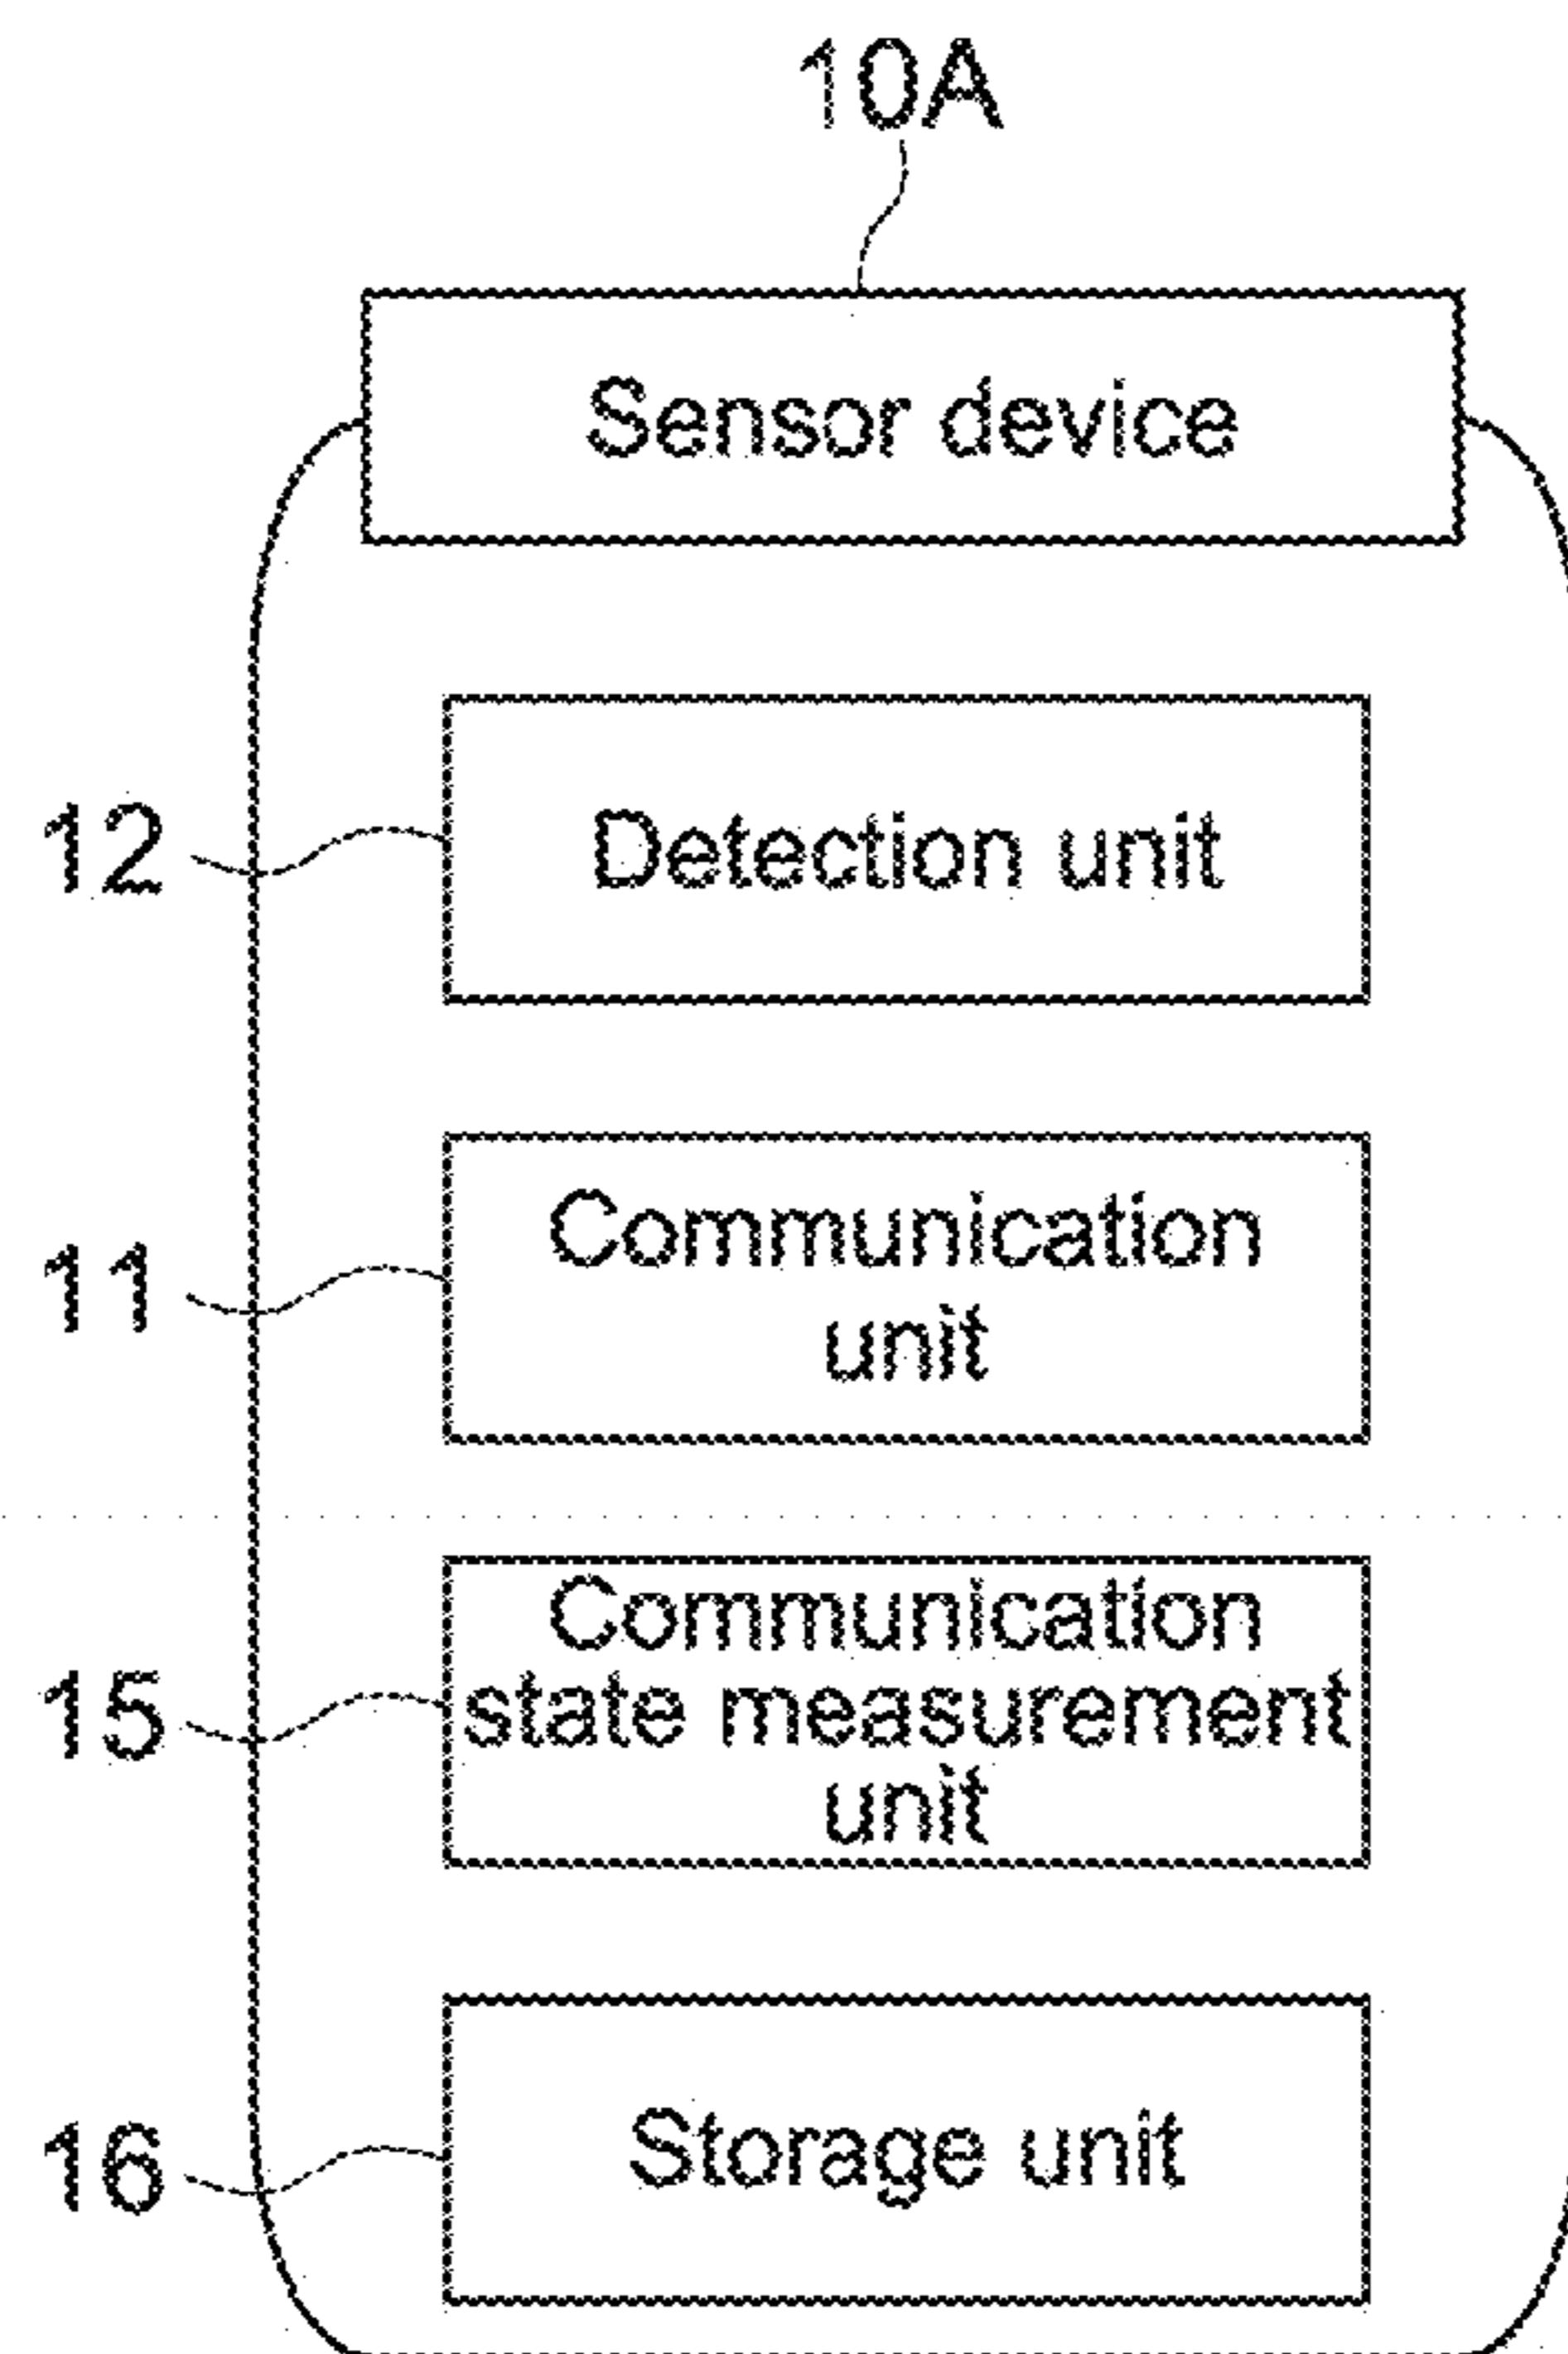 10A
Sensor device
12
Detection unit
11
Communication
unit
15
Communication
state measurement
unit
16
Storage unit